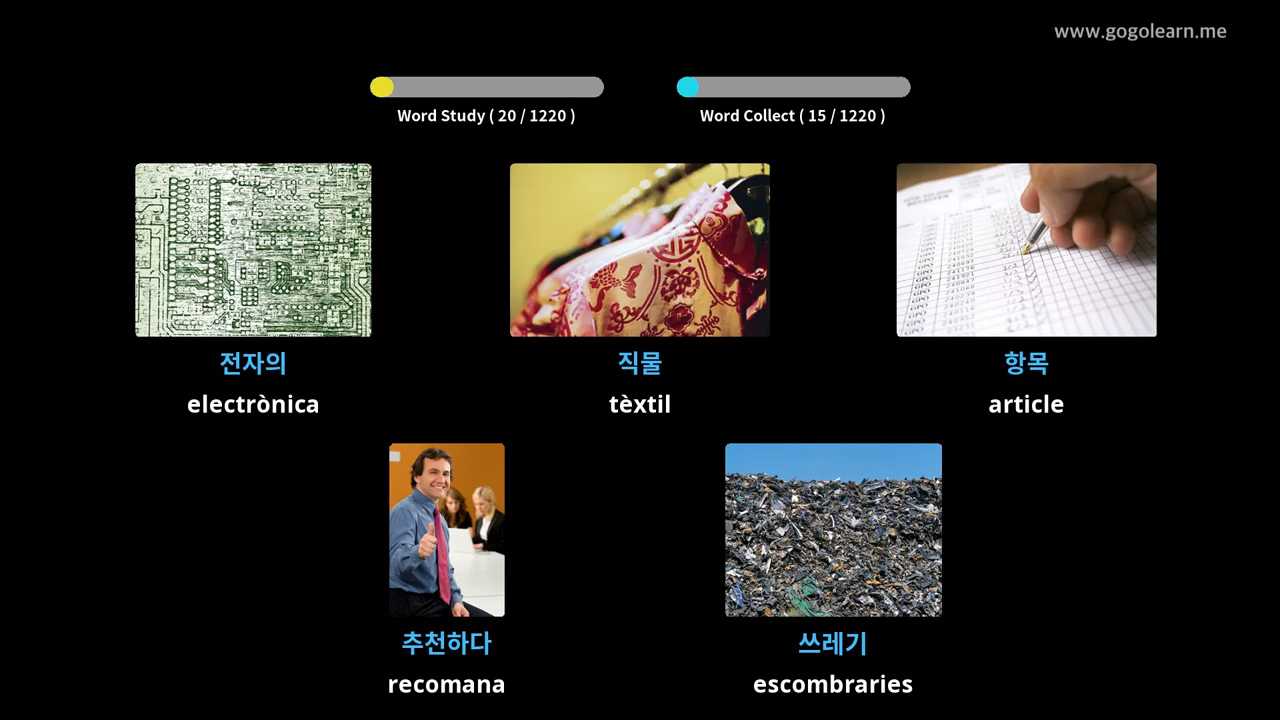 www.gogolearn.me
Word Study ( 20 / 1220 )
Word Collect ( 15 / 1220 )
전자의
electrònica
직물
tèxtil
항목
article
추천하다
recomana
쓰레기
escombraries